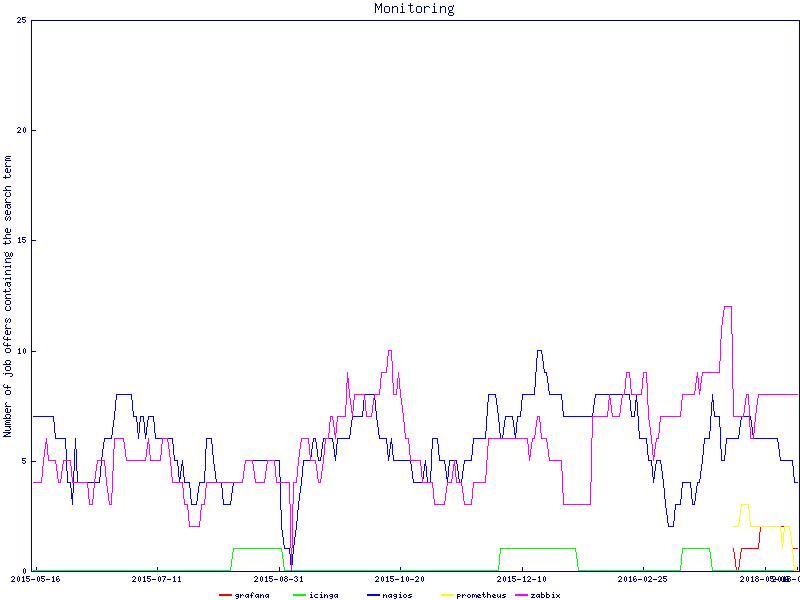 Monitoring
Number of job offers containing the search term
25
20
15
10
5
0
2015-05-16 2015-07-11 2015-08-31 2015-10-20 2015-12-10 2016-02-25
grafana icinga nagios prometheus zabbix